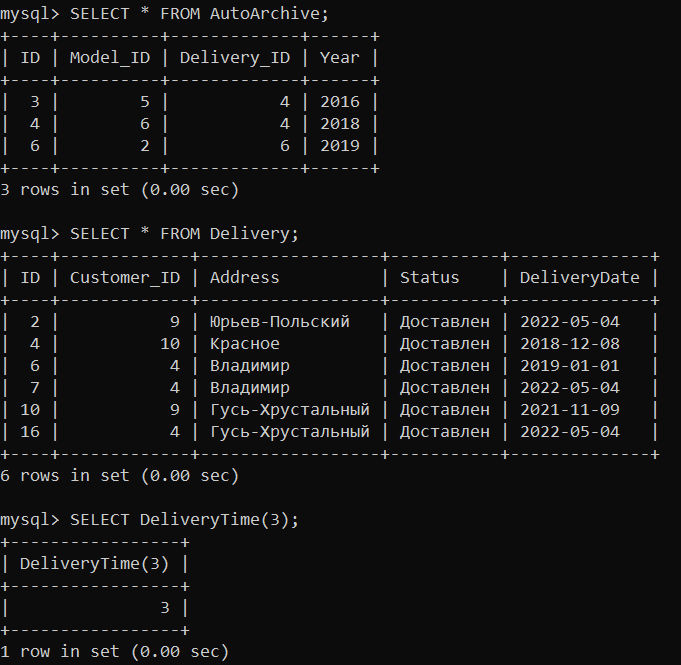 mysql> SELECT * FROM AutoArchive;
+----+----------+-------------+------+
| ID | Model_ID | Delivery_ID | Year |
+----+----------+-------------+------+
|  3 |        5 |           4 | 2016 |
|  4 |        6 |           4 | 2018 |
|  6 |        2 |           6 | 2019 |
+----+----------+-------------+------+
3 rows in set (0.00 sec)

mysql> SELECT * FROM Delivery;
+----+-------------+------------------+-----------+--------------+
| ID | Customer_ID | Address          | Status    | DeliveryDate |
+----+-------------+------------------+-----------+--------------+
|  2 |           9 | Юрьев-Польский   | Доставлен | 2022-05-04   |
|  4 |          10 | Красное          | Доставлен | 2018-12-08   |
|  6 |           4 | Владимир         | Доставлен | 2019-01-01   |
|  7 |           4 | Владимир         | Доставлен | 2022-05-04   |
| 10 |           9 | Гусь-Хрустальный | Доставлен | 2021-11-09   |
| 16 |           4 | Гусь-Хрустальный | Доставлен | 2022-05-04   |
+----+-------------+------------------+-----------+--------------+
6 rows in set (0.00 sec)

mysql> SELECT DeliveryTime(3);
+-----------------+
| DeliveryTime(3) |
+-----------------+
|               3 |
+-----------------+
1 row in set (0.00 sec)